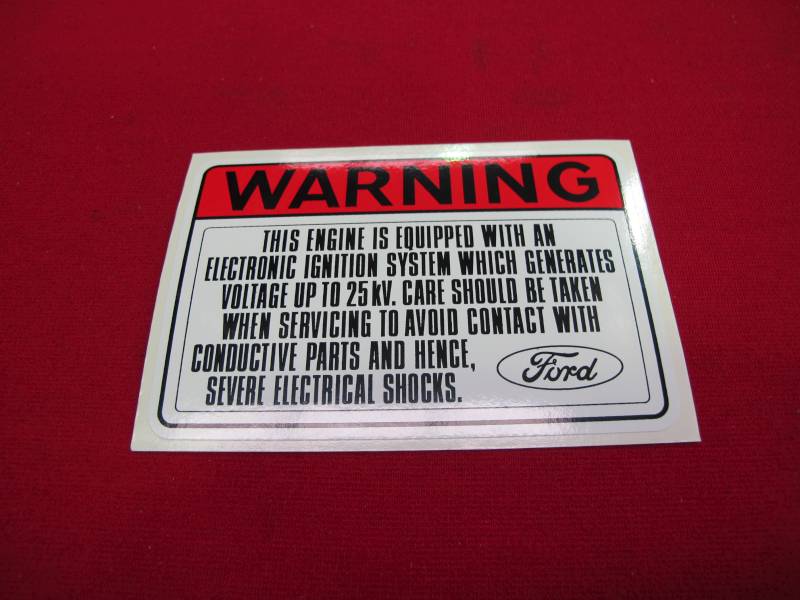 WARNING
THIS ENGINE IS EQUIPPED WITH AN
ELECTRONIC IGNITION SYSTEM WHICH GENERATES
VOLTAGE UP TO 25 kV. CARE SHOULD BE TAKEN
WHEN SERVICING TO AVOID CONTACT WITH
CONDUCTIVE PARTS AND HENCE,
SEVERE ELECTRICAL SHOCKS.
Ford